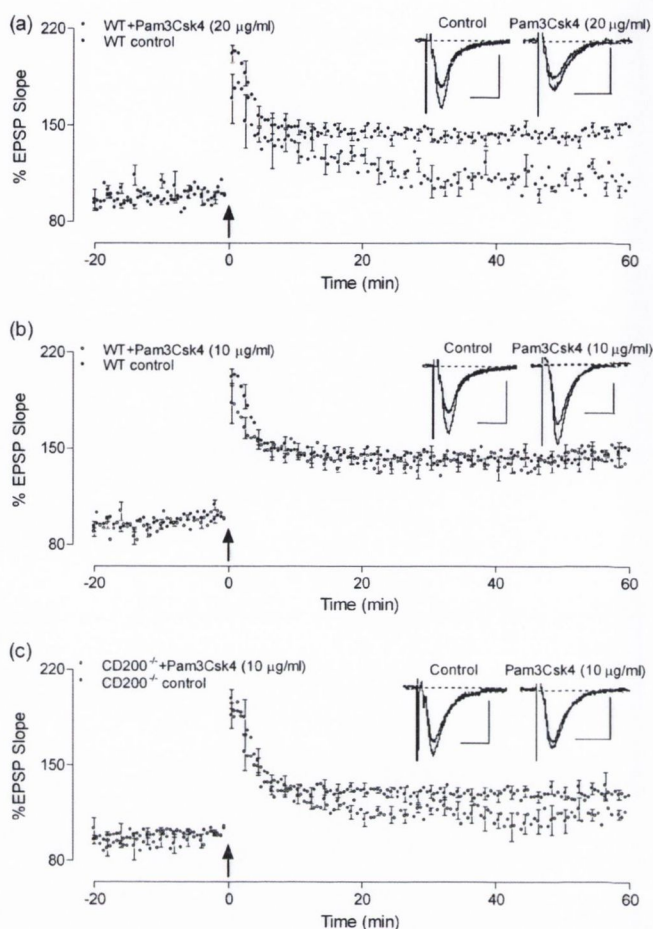 (a)
WT+Pam3Csk4 (20 µg/ml)
WT control
Control
Pam3Csk4 (20 µg/ml)
% EPSP Slope
220
150
80
-20
0
20
40
60
Time (min)
(b)
WT+Pam3Csk4 (10 µg/ml)
WT control
Control
Pam3Csk4 (10 µg/ml)
% EPSP Slope
220
150
80
-20
0
20
40
60
Time (min)
(c)
CD200-/-+Pam3Csk4 (10 µg/ml)
CD200-/- control
Control
Pam3Csk4 (10 µg/ml)
%EPSP Slope
220
150
80
-20
0
20
40
60
Time (min)